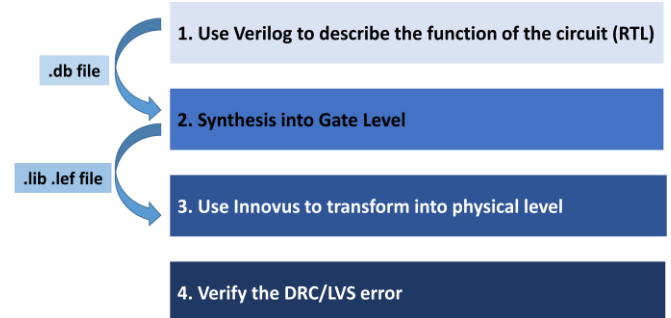 1. Use Verilog to describe the function of the circuit (RTL)
.db file
2. Synthesis into Gate Level
.lib .lef file
3. Use Innovus to transform into physical level
4. Verify the DRC/LVS error